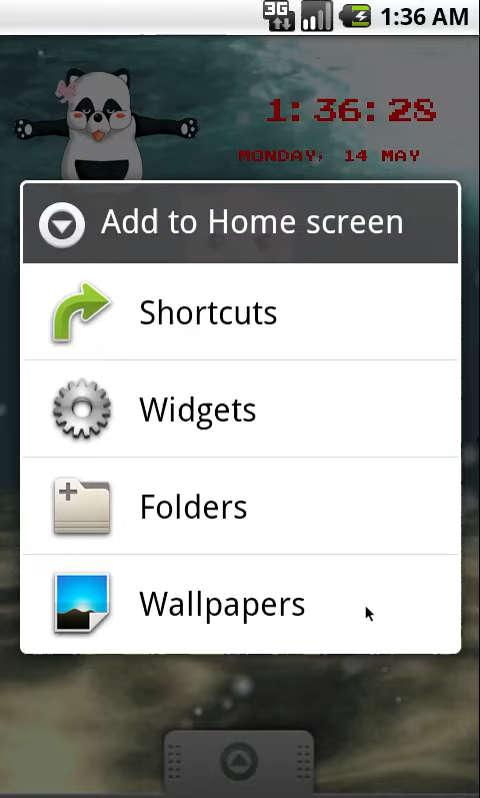 3G 1:36 AM
1:36:28
MONDAY, 14 MAY
Add to Home screen
Shortcuts
Widgets
Folders
Wallpapers